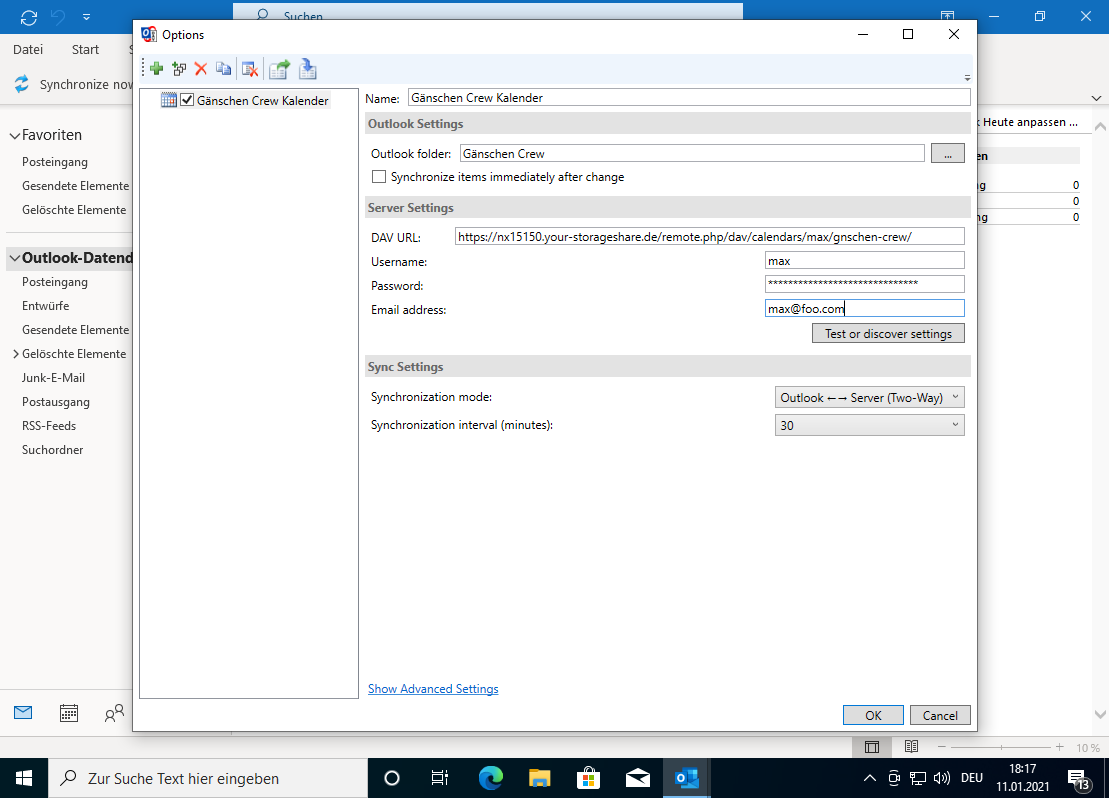 Suchen
Options
Datei
Start
Synchronize now
Favoriten
Posteingang
Gesendete Elemente
Gelöschte Elemente
Outlook-Datend
Posteingang
Entwürfe
Gesendete Elemente
Gelöschte Elemente
Junk-E-Mail
Postausgang
RSS-Feeds
Suchordner
Gänschen Crew Kalender
Name: Gänschen Crew Kalender
Outlook Settings
Outlook folder: Gänschen Crew ...
Synchronize items immediately after change
Server Settings
DAV URL: https://nx15150.your-storageshare.de/remote.php/dav/calendars/max/gnschen-crew/
Username: max
Password: ******************************
Email address: max@foo.com
Test or discover settings
Sync Settings
Synchronization mode: Outlook ←→ Server (Two-Way)
Synchronization interval (minutes): 30
Show Advanced Settings
OK Cancel
Heute anpassen ...
en
ng 0
0
ng 0
10 %
Zur Suche Text hier eingeben
DEU
18:17
11.01.2021
13